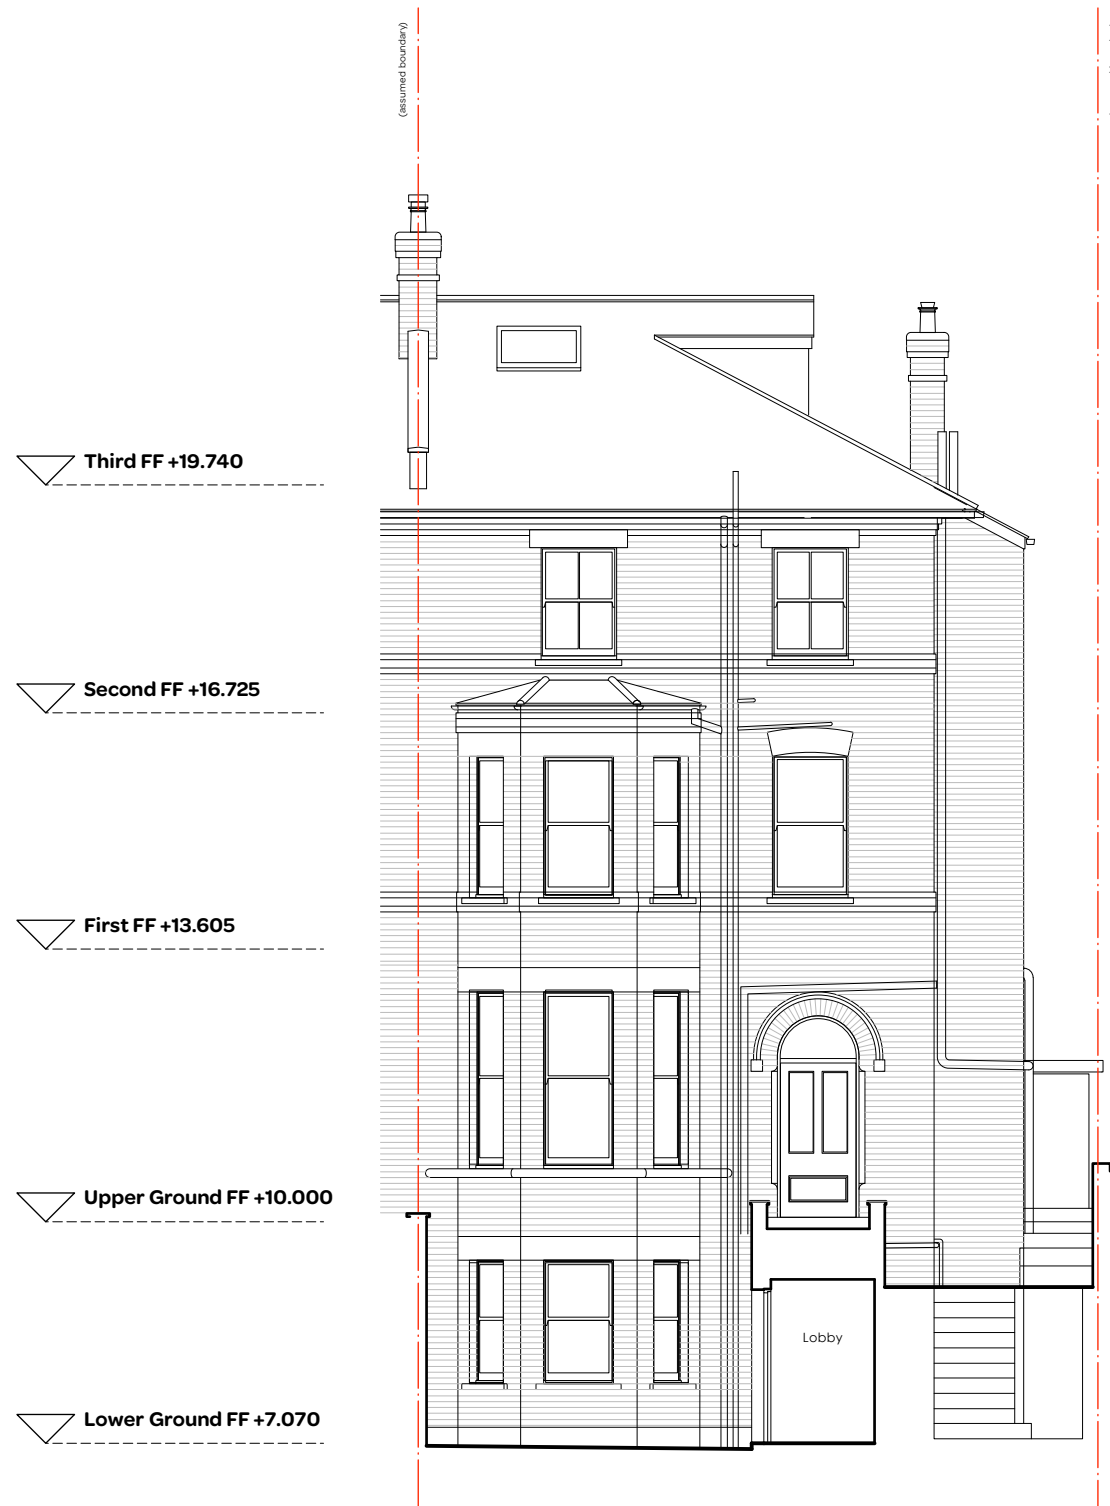 (assumed boundary)
Third FF +19.740
Second FF +16.725
First FF +13.605
Upper Ground FF +10.000
Lobby
Lower Ground FF +7.070